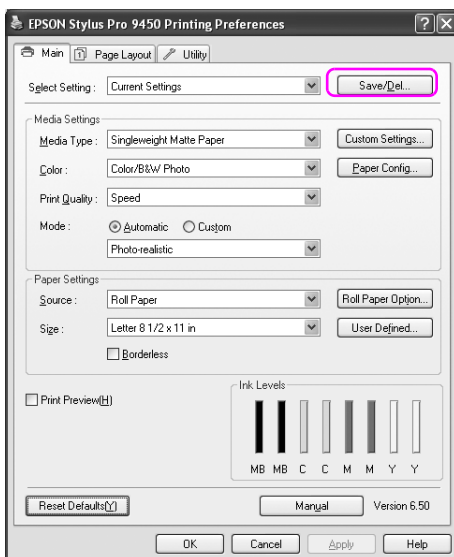 EPSON Stylus Pro 9450 Printing Preferences
Main Page Layout Utility
Select Setting : Current Settings Save/Del...
Media Settings
Media Type : Singleweight Matte Paper Custom Settings...
Color : Color/B&W Photo Paper Config...
Print Quality : Speed
Mode : Automatic Custom
Photo-realistic
Paper Settings
Source : Roll Paper Roll Paper Option...
Size : Letter 8 1/2 x 11 in User Defined...
Borderless
Print Preview(H)
Ink Levels
MB MB C C M M Y Y
Reset Defaults(Y) Manual Version 6.50
OK Cancel Apply Help